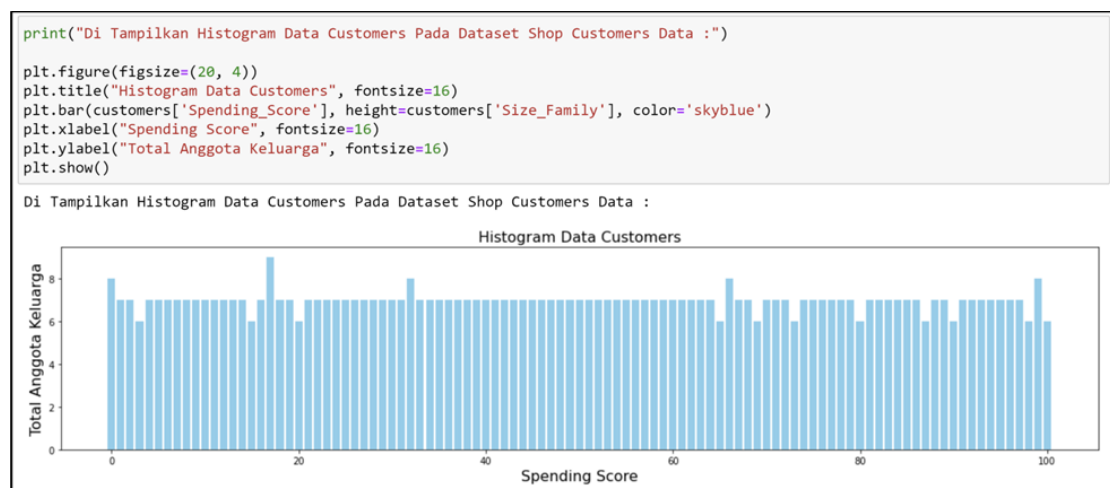 print("Di Tampilkan Histogram Data Customers Pada Dataset Shop Customers Data :")
plt.figure(figsize=(20, 4))
plt.title("Histogram Data Customers", fontsize=16)
plt.bar(customers['Spending_Score'], height=customers['Size_Family'], color='skyblue')
plt.xlabel("Spending Score", fontsize=16)
plt.ylabel("Total Anggota Keluarga", fontsize=16)
plt.show()
Di Tampilkan Histogram Data Customers Pada Dataset Shop Customers Data :
Histogram Data Customers
Total Anggota Keluarga
8
6
4
2
0
0 20 40 60 80 100
Spending Score